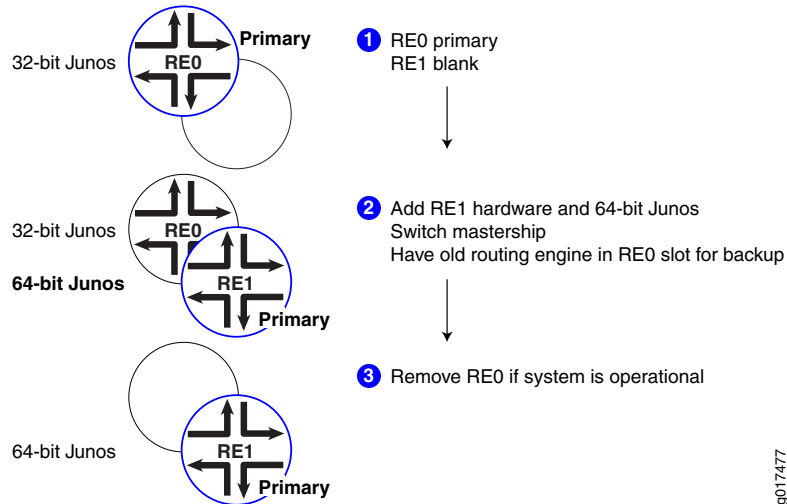 Primary
32-bit Junos
RE0
1 RE0 primary
RE1 blank
32-bit Junos
RE0
64-bit Junos
RE1
Primary
2 Add RE1 hardware and 64-bit Junos
Switch mastership
Have old routing engine in RE0 slot for backup
64-bit Junos
RE1
Primary
3 Remove RE0 if system is operational
g017477